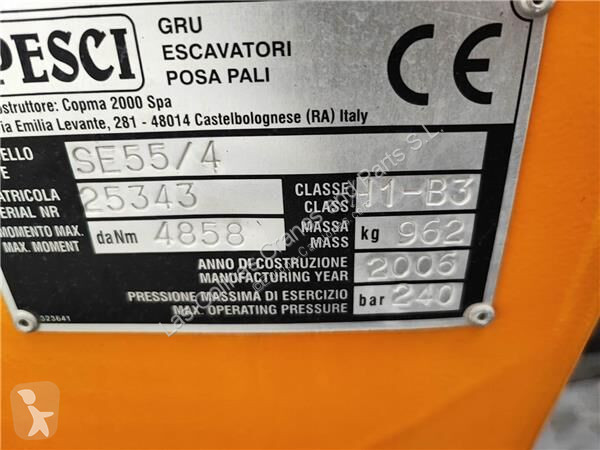 PESCI
GRU
ESCAVATORI
POSA PALI
CE
ostruttore: Copma 2000 Spa
ia Emilia Levante, 281 - 48014 Castelbolognese (RA) Italy
ELLO
E
SE55/4
ATRICOLA
ERIAL NR
25343
CLASSE
CLASS
H1-B3
MOMENTO MAX.
MAX. MOMENT
daNm
4858
MASSA
MASS
kg
962
ANNO DI COSTRUZIONE
MANUFACTURING YEAR
2006
PRESSIONE MASSIMA DI ESERCIZIO
MAX. OPERATING PRESSURE
bar
240
323641